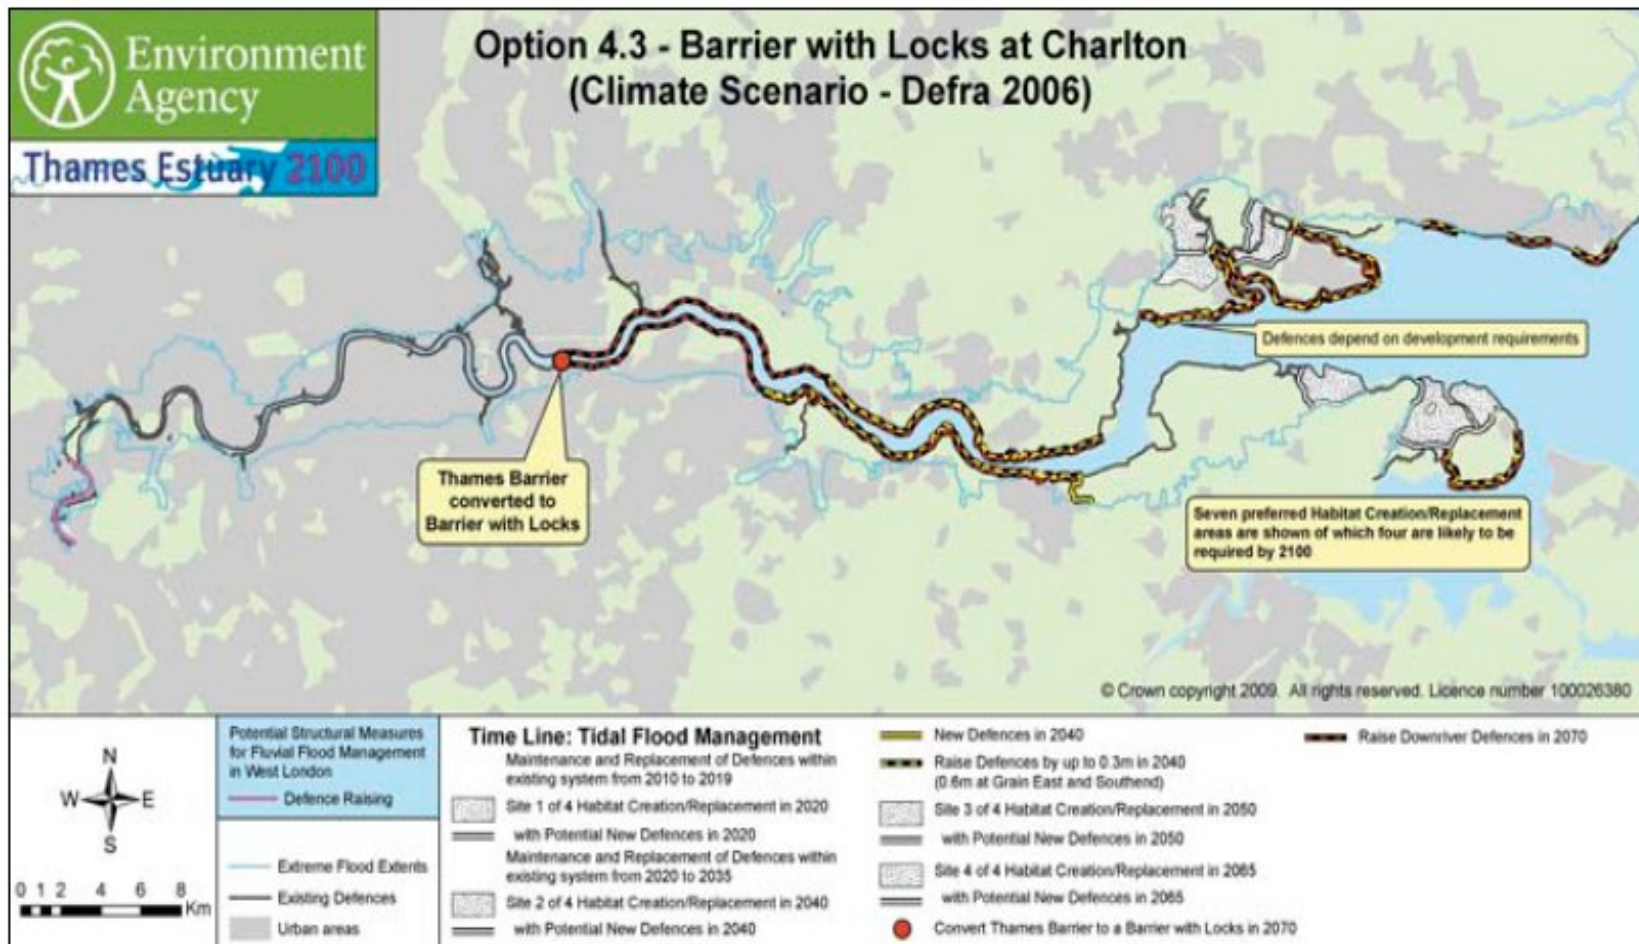 Environment
Agency
Thames Estuary 2100
Option 4.3 - Barrier with Locks at Charlton
(Climate Scenario - Defra 2006)
Defences depend on development requirements
Thames Barrier
converted to
Barrier with Locks
Seven preferred Habitat Creation/Replacement
areas are shown of which four are likely to be
required by 2100
© Crown copyright 2009. All rights reserved. Licence number 100026380
N
W
E
S
0 1 2 4 6 8
Km
Potential Structural Measures
for Fluvial Flood Management
in West London
Defence Raising
Extreme Flood Extents
Existing Defences
Urban areas
Time Line: Tidal Flood Management
Maintenance and Replacement of Defences within
existing system from 2010 to 2019
Site 1 of 4 Habitat Creation/Replacement in 2020
with Potential New Defences in 2020
Maintenance and Replacement of Defences within
existing system from 2020 to 2035
Site 2 of 4 Habitat Creation/Replacement in 2040
with Potential New Defences in 2040
New Defences in 2040
Raise Defences by up to 0.3m in 2040
(0.6m at Grain East and Southend)
Site 3 of 4 Habitat Creation/Replacement in 2050
with Potential New Defences in 2050
Site 4 of 4 Habitat Creation/Replacement in 2065
with Potential New Defences in 2065
Convert Thames Barrier to a Barrier with Locks in 2070
Raise Downriver Defences in 2070